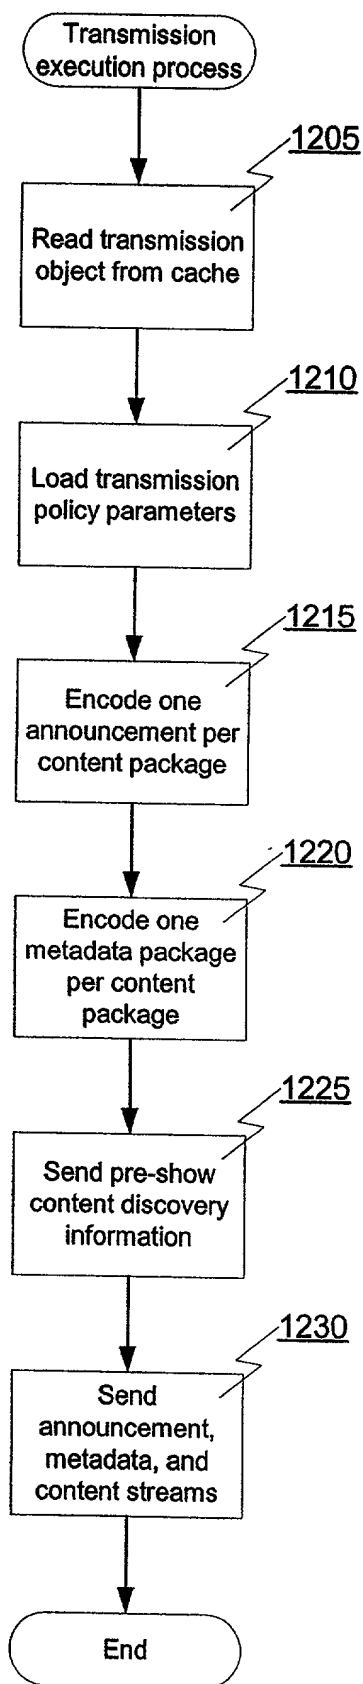 Transmission
execution process
1205
Read transmission
object from cache
1210
Load transmission
policy parameters
1215
Encode one
announcement per
content package
1220
Encode one
metadata package
per content
package
1225
Send pre-show
content discovery
information
1230
Send
announcement,
metadata, and
content streams
End